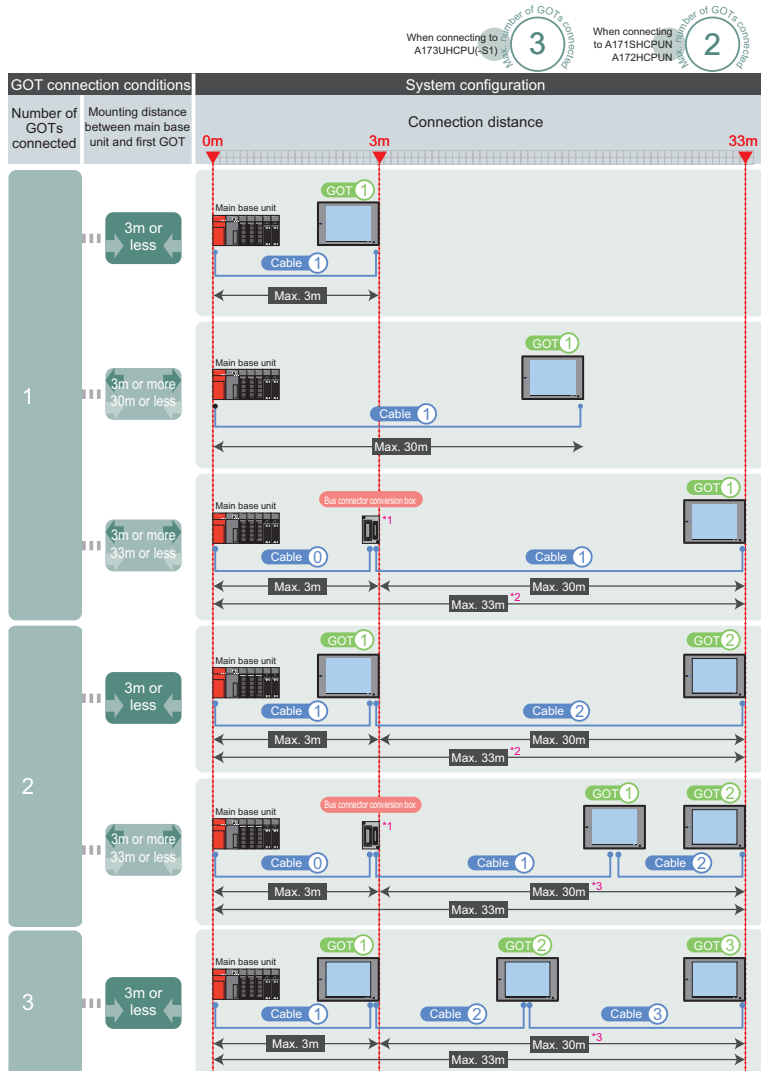 When connecting to
A173UHCPU(-S1)
Max. number of GOTs connected
3
When connecting
to A171SHCPUN
A172HCPUN
Max. number of GOTs connected
2
GOT connection conditions
System configuration
Number of
GOTs
connected
Mounting distance
between main base
unit and first GOT
Connection distance
0m
3m
33m
1
3m or
less
GOT 1
Main base unit
Cable 1
Max. 3m
3m or more
30m or less
GOT 1
Main base unit
Cable 1
Max. 30m
3m or more
33m or less
GOT 1
Bus connector conversion box
Main base unit
*1
Cable 0
Cable 1
Max. 3m
Max. 30m
Max. 33m *2
2
3m or
less
GOT 1
GOT 2
Main base unit
Cable 1
Cable 2
Max. 3m
Max. 30m
Max. 33m *2
3m or more
33m or less
GOT 1
GOT 2
Bus connector conversion box
Main base unit
*1
Cable 0
Cable 1
Cable 2
Max. 3m
Max. 30m *3
Max. 33m
3
3m or
less
GOT 1
GOT 2
GOT 3
Main base unit
Cable 1
Cable 2
Cable 3
Max. 3m
Max. 30m *3
Max. 33m